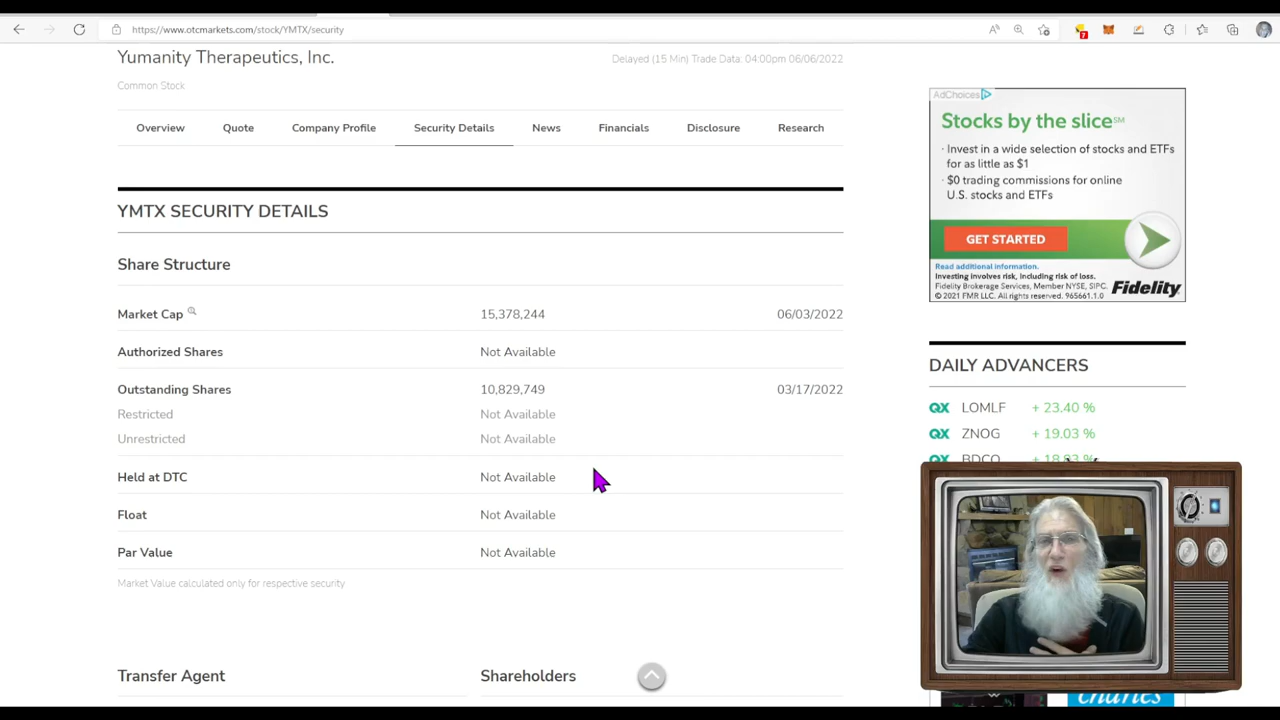 https://www.otcmarkets.com/stock/YMTX/security
7
Yumanity Therapeutics, Inc.
Delayed (15 Min) Trade Data: 04:00pm 06/06/2022
Common Stock
Overview Quote Company Profile Security Details News Financials Disclosure Research
YMTX SECURITY DETAILS
Share Structure
Market Cap 15,378,244 06/03/2022
Authorized Shares Not Available
Outstanding Shares 10,829,749 03/17/2022
Restricted Not Available
Unrestricted Not Available
Held at DTC Not Available
Float Not Available
Par Value Not Available
Market Value calculated only for respective security
Transfer Agent Shareholders
AdChoices
Stocks by the slice℠
· Invest in a wide selection of stocks and ETFs
for as little as $1
· $0 trading commissions for online
U.S. stocks and ETFs
GET STARTED
Read additional information.
Investing involves risk, including risk of loss.
Fidelity Brokerage Services, Member NYSE, SIPC.
© 2021 FMR LLC. All rights reserved. 965661.1.0
Fidelity
DAILY ADVANCERS
QX LOMLF + 23.40 %
QX ZNOG + 19.03 %
QX BDCO + 18.83 %
charles